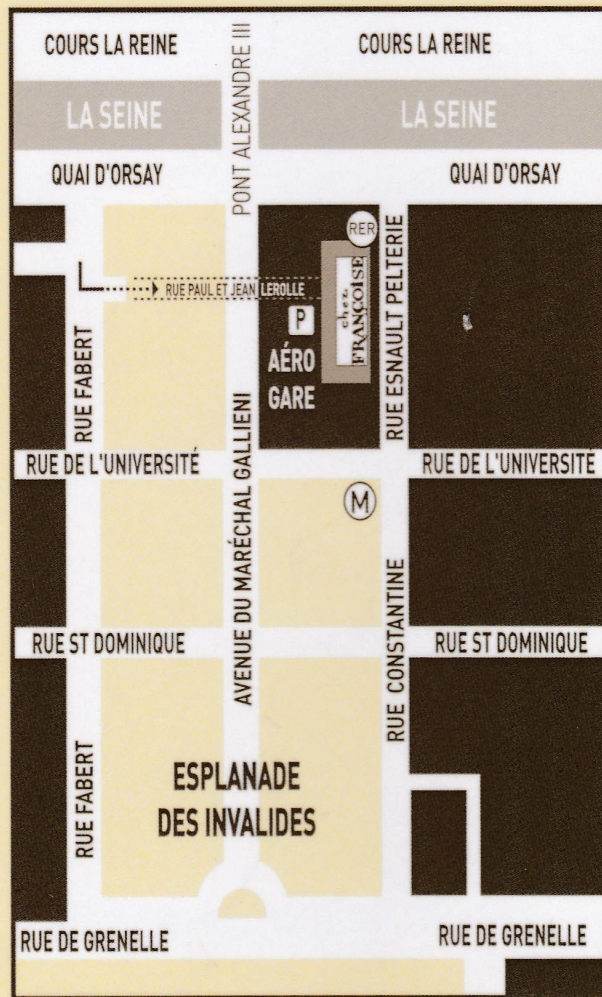 COURS LA REINE
PONT ALEXANDRE III
COURS LA REINE
LA SEINE
LA SEINE
QUAI D'ORSAY
QUAI D'ORSAY
RER
RUE PAUL ET JEAN LEROLLE
chez
FRANÇOISE
P
AÉRO
GARE
RUE ESNAULT PELTERIE
RUE FABERT
RUE DE L'UNIVERSITÉ
AVENUE DU MARÉCHAL GALLIENI
RUE DE L'UNIVERSITÉ
M
RUE CONSTANTINE
RUE ST DOMINIQUE
RUE ST DOMINIQUE
RUE FABERT
ESPLANADE
DES INVALIDES
RUE DE GRENELLE
RUE DE GRENELLE